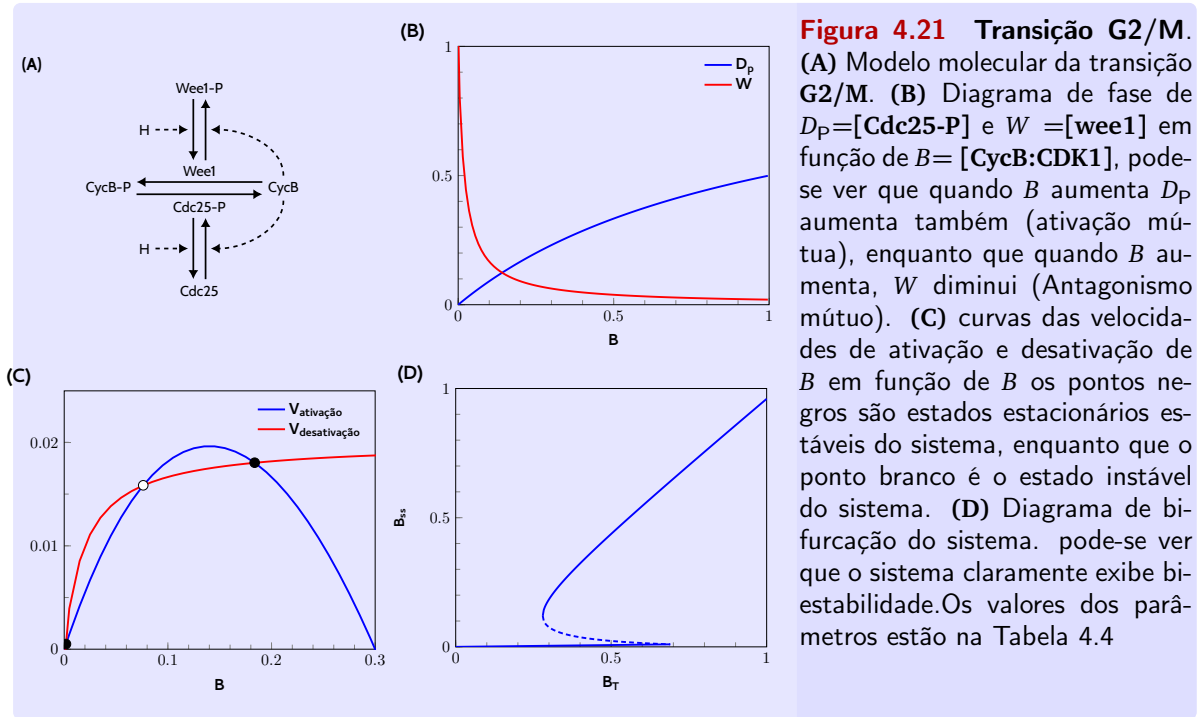 (A)
Wee1-P
H
Wee1
CycB-P
CycB
Cdc25-P
H
Cdc25
(B)
1
0.5
0
0
0.5
1
B
D_P
W
(C)
0.02
0.01
0
0
0.1
0.2
0.3
B
V_ativação
V_desativação
(D)
1
0.5
0
0
0.5
1
B_ss
B_T
Figura 4.21 Transição G2/M.
(A) Modelo molecular da transição
G2/M. (B) Diagrama de fase de
D_P=[Cdc25-P] e W =[wee1] em
função de B= [CycB:CDK1], pode-
se ver que quando B aumenta D_P
aumenta também (ativação mú-
tua), enquanto que quando B au-
menta, W diminui (Antagonismo
mútuo). (C) curvas das velocida-
des de ativação e desativação de
B em função de B os pontos ne-
gros são estados estacionários es-
táveis do sistema, enquanto que o
ponto branco é o estado instável
do sistema. (D) Diagrama de bi-
furcação do sistema. pode-se ver
que o sistema claramente exibe bi-
estabilidade.Os valores dos parâ-
metros estão na Tabela 4.4